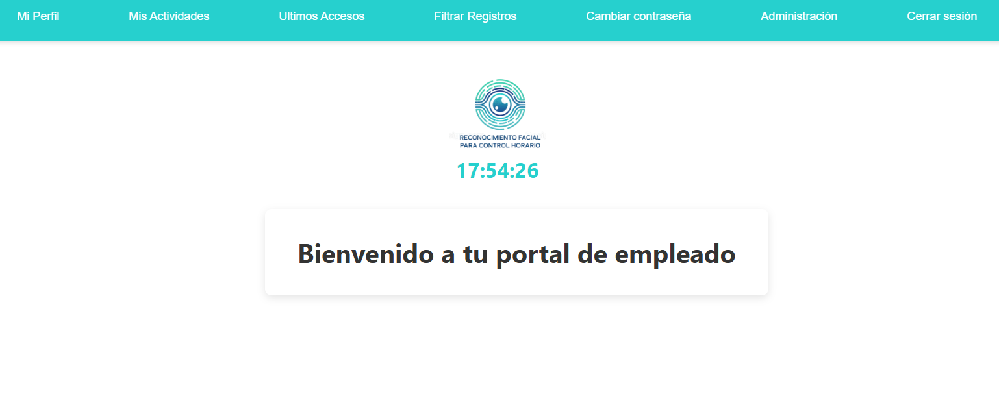 Mi Perfil Mis Actividades Ultimos Accesos Filtrar Registros Cambiar contraseña Administración Cerrar sesión
RECONOCIMIENTO FACIAL
PARA CONTROL HORARIO
17:54:26
Bienvenido a tu portal de empleado